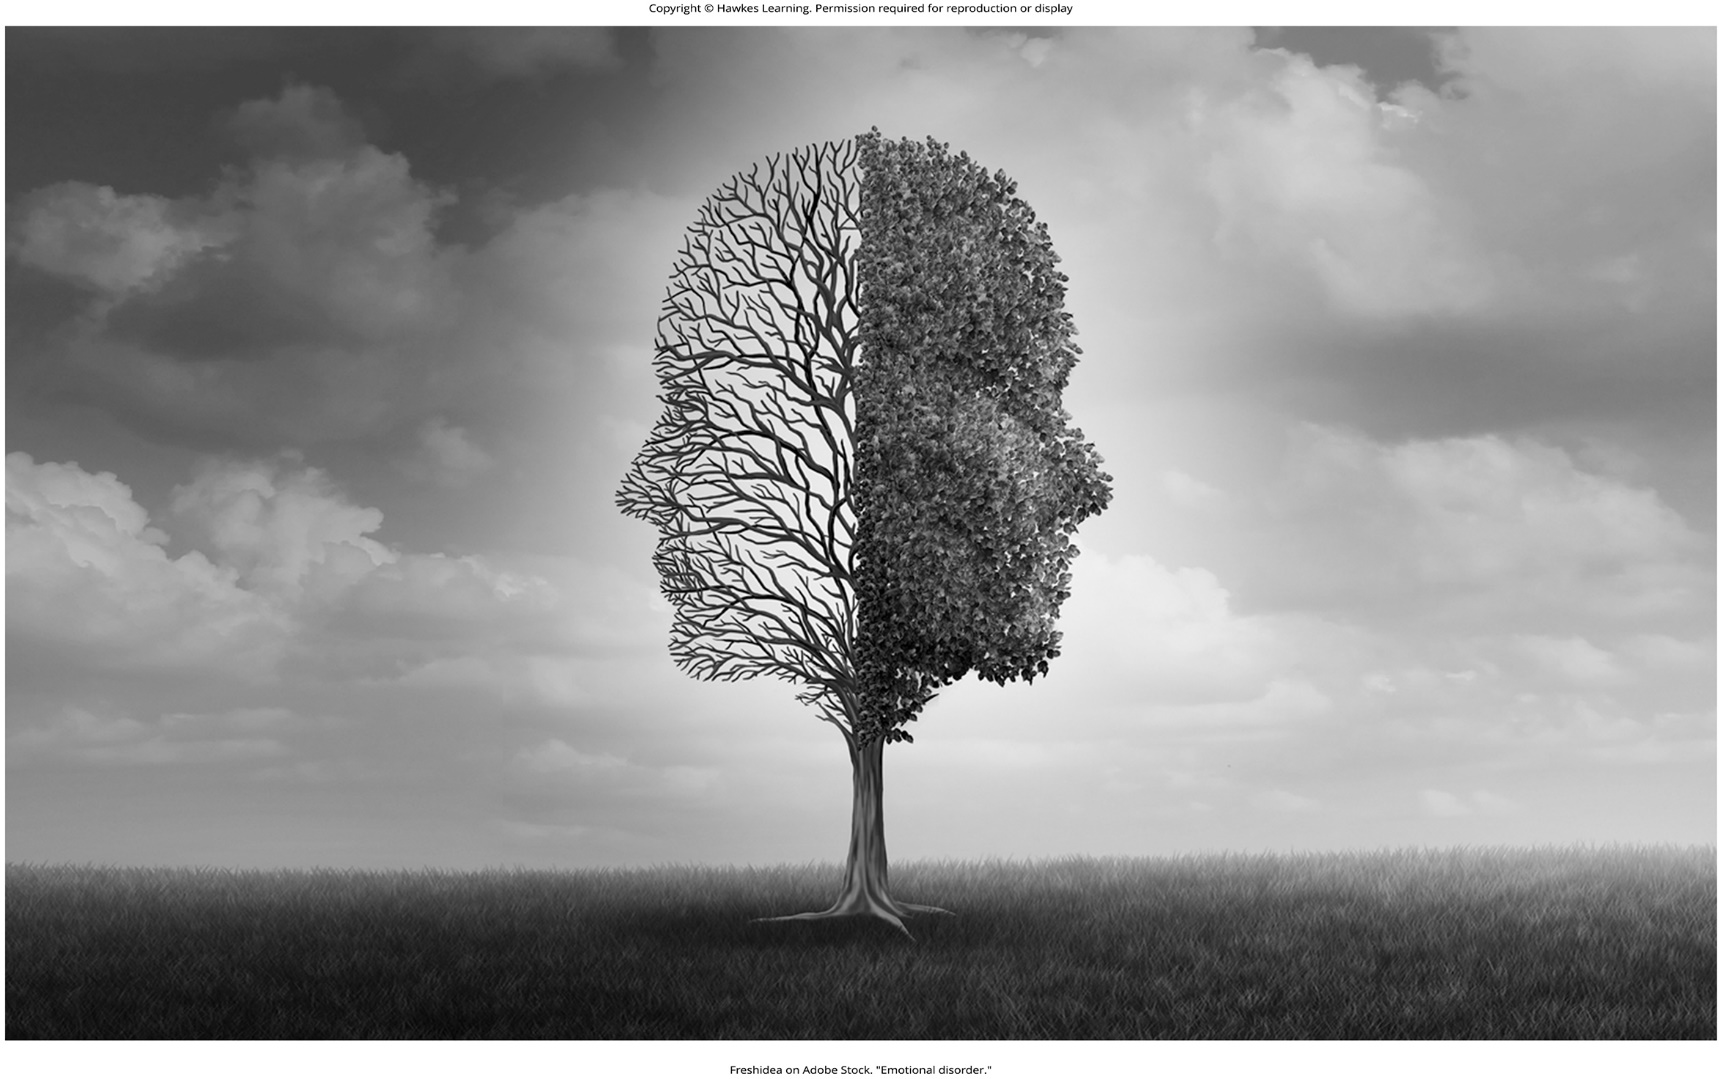 Copyright © Hawkes Learning. Permission required for reproduction or display
Freshidea on Adobe Stock. "Emotional disorder."